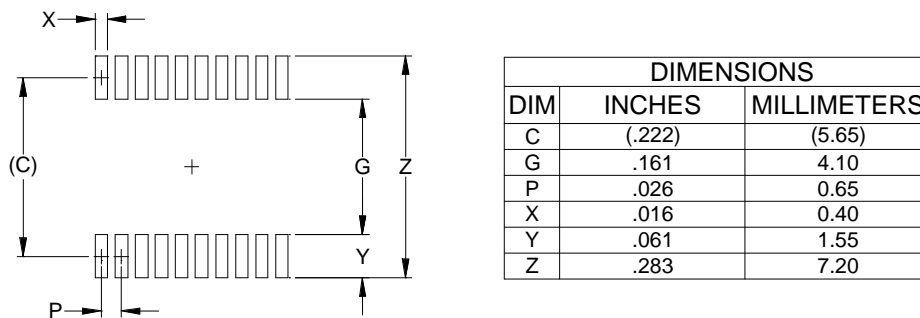 X
(C)
G
Z
Y
P
DIMENSIONS
DIM INCHES MILLIMETERS
C (.222) (5.65)
G .161 4.10
P .026 0.65
X .016 0.40
Y .061 1.55
Z .283 7.20